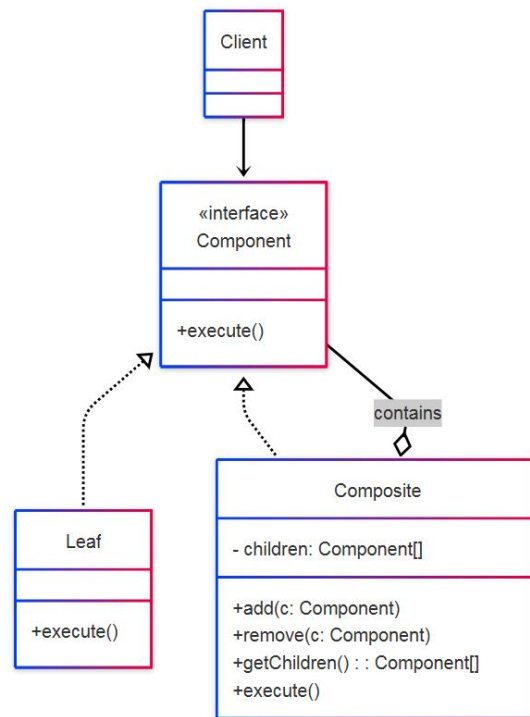 Client
«interface»
Component
+execute()
contains
Leaf
+execute()
Composite
- children: Component[]
+add(c: Component)
+remove(c: Component)
+getChildren() : : Component[]
+execute()